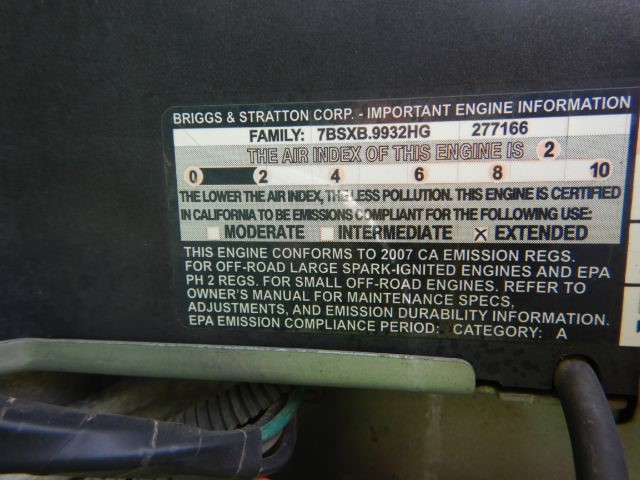 BRIGGS & STRATTON CORP. - IMPORTANT ENGINE INFORMATION
FAMILY: 7BSXB.9932HG 277166
THE AIR INDEX OF THIS ENGINE IS 2
0 2 4 6 8 10
THE LOWER THE AIR INDEX, THE LESS POLLUTION. THIS ENGINE IS CERTIFIED
IN CALIFORNIA TO BE EMISSIONS COMPLIANT FOR THE FOLLOWING USE:
MODERATE INTERMEDIATE X EXTENDED
THIS ENGINE CONFORMS TO 2007 CA EMISSION REGS.
FOR OFF-ROAD LARGE SPARK-IGNITED ENGINES AND EPA
PH 2 REGS. FOR SMALL OFF-ROAD ENGINES. REFER TO
OWNER'S MANUAL FOR MAINTENANCE SPECS,
ADJUSTMENTS, AND EMISSION DURABILITY INFORMATION.
EPA EMISSION COMPLIANCE PERIOD: CATEGORY: A